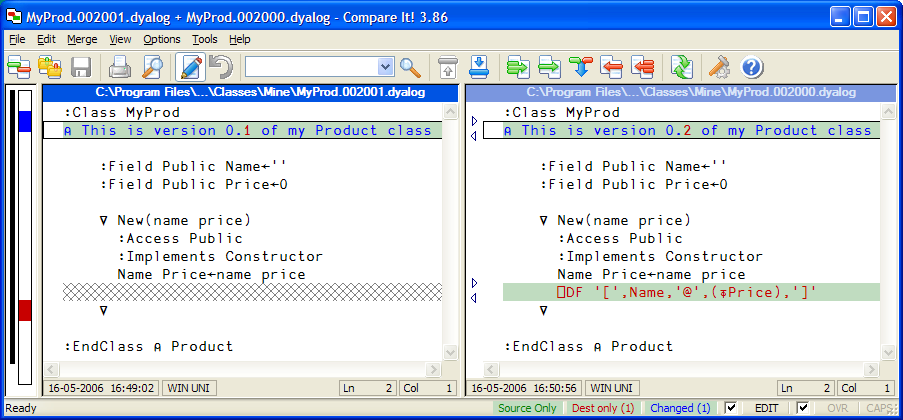 MyProd.002001.dyalog + MyProd.002000.dyalog - Compare It! 3.86
File Edit Merge View Options Tools Help
C:\Program Files\...\Classes\Mine\MyProd.002001.dyalog
:Class MyProd
⍝ This is version 0.1 of my Product class
:Field Public Name←''
:Field Public Price←0
∇ New(name price)
:Access Public
:Implements Constructor
Name Price←name price
∇
:EndClass ⍝ Product
16-05-2006 16:49:02 WIN UNI Ln 2 Col 1
C:\Program Files\...\Classes\Mine\MyProd.002000.dyalog
:Class MyProd
⍝ This is version 0.2 of my Product class
:Field Public Name←''
:Field Public Price←0
∇ New(name price)
:Access Public
:Implements Constructor
Name Price←name price
⎕DF '[',Name,'@',(⍕Price),']'
∇
:EndClass ⍝ Product
16-05-2006 16:50:56 WIN UNI Ln 2 Col 1
Ready Source Only Dest only (1) Changed (1) EDIT OVR CAPS